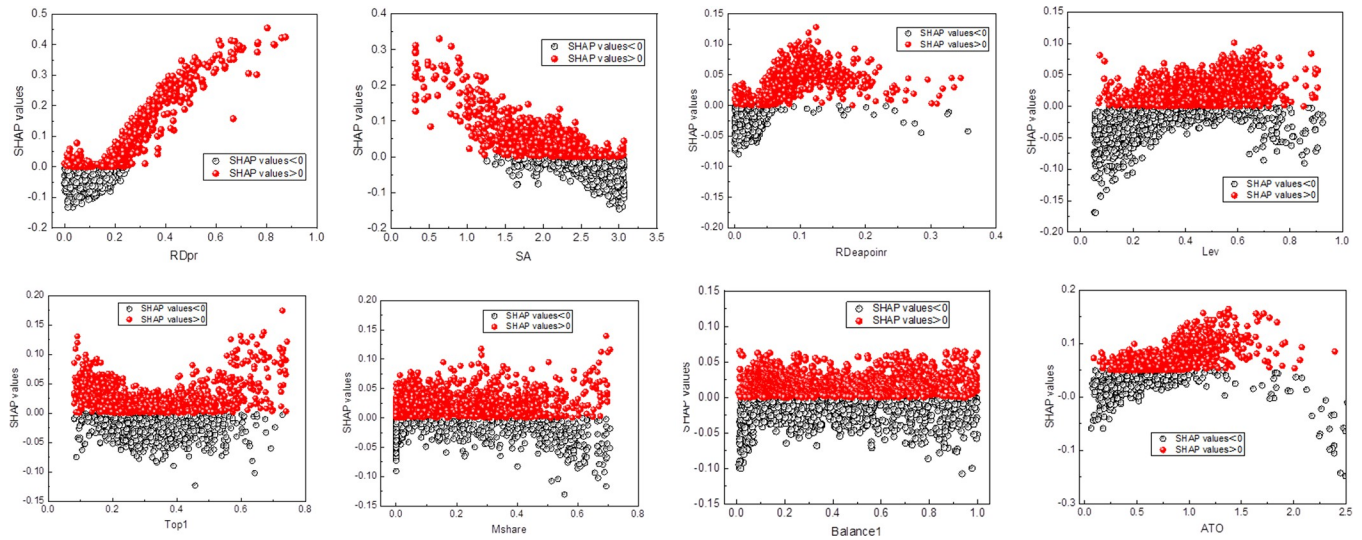 SHAP values
0.5
0.4
0.3
0.2
0.1
0.0
-0.1
-0.2
SHAP values<0
SHAP values>0
0.0 0.2 0.4 0.6 0.8 1.0
RDpr
SHAP values
0.4
0.3
0.2
0.1
0.0
-0.1
-0.2
SHAP values<0
SHAP values>0
0.0 0.5 1.0 1.5 2.0 2.5 3.0 3.5
SA
SHAP values
0.15
0.10
0.05
0.00
-0.05
-0.10
-0.15
-0.20
SHAP values<0
SHAP values>0
0.0 0.1 0.2 0.3 0.4
RDeapoinr
SHAP values
0.15
0.10
0.05
0.00
-0.05
-0.10
-0.15
-0.20
SHAP values<0
SHAP values>0
0.0 0.2 0.4 0.6 0.8 1.0
Lev
SHAP values
0.20
0.15
0.10
0.05
0.00
-0.05
-0.10
-0.15
SHAP values<0
SHAP values>0
0.0 0.2 0.4 0.6 0.8
Top1
SHAP values
0.20
0.15
0.10
0.05
0.00
-0.05
-0.10
-0.15
SHAP values<0
SHAP values>0
0.0 0.2 0.4 0.6 0.8
Mshare
SHAP values
0.15
0.10
0.05
0.00
-0.05
-0.10
-0.15
SHAP values<0
SHAP values>0
0.0 0.2 0.4 0.6 0.8 1.0
Balance1
SHAP values
0.2
0.1
0.0
-0.1
-0.3
SHAP values<0
SHAP values>0
0.0 0.5 1.0 1.5 2.0 2.5
ATO